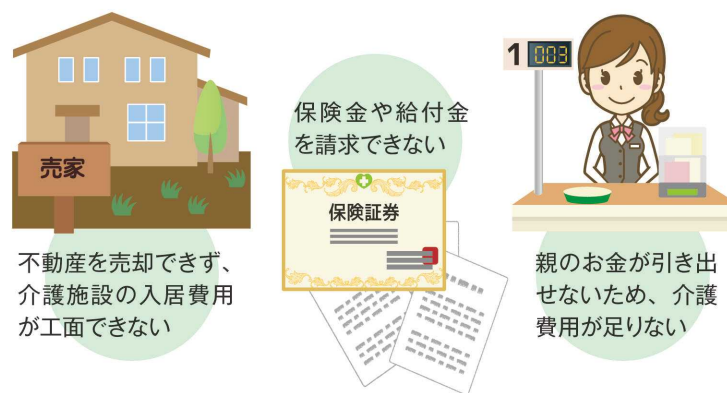 売家
不動産を売却できず、
介護施設の入居費用
が工面できない
保険金や給付金
を請求できない
保険証券
1 003
親のお金が引き出
せないため、介護
費用が足りない